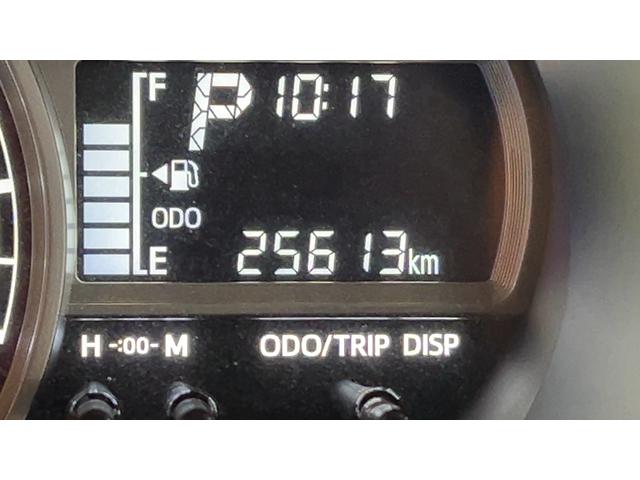 F P 10:17
ODO
E 25613km
H -:00- M ODO/TRIP DISP